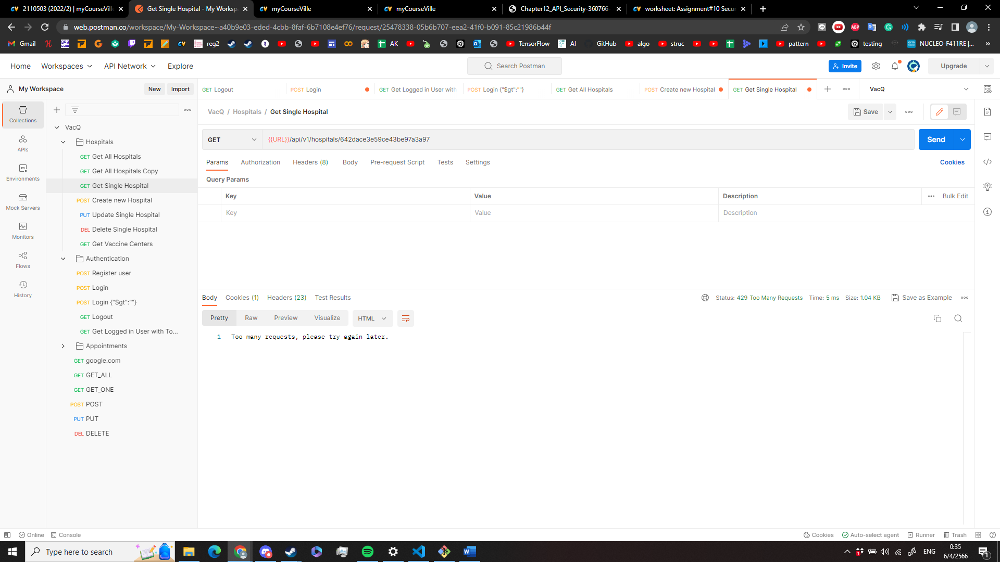 2110503 (2022/2) | myCourseVille
Get Single Hospital - My Workspa
myCourseVille
myCourseVille
Chapter12_API_Security-360766-
worksheet: Assignment#10 Secur
web.postman.co/workspace/My-Workspace~a40b9e03-eded-4cbb-8faf-6b7108e4ef76/request/25478338-05b6b707-eea2-41f0-b091-85c21986b44f
Gmail reg2 AK TensorFlow AI GitHub algo struc pattern testing NUCLEO-F411RE |... »
Home Workspaces API Network Explore Search Postman Invite Upgrade
My Workspace New Import
GET Logout POST Login GET Get Logged in User with POST Login {"$gt":""} GET Get All Hospitals POST Create new Hospital GET Get Single Hospital VacQ
VacQ / Hospitals / Get Single Hospital Save
GET {{URL}}/api/v1/hospitals/642dace3e59ce43be97a3a97 Send
Params Authorization Headers (8) Body Pre-request Script Tests Settings Cookies
Query Params
Key Value Description Bulk Edit
Key Value Description
Collections
APIs
Environments
Mock Servers
Monitors
Flows
History
VacQ
Hospitals
GET Get All Hospitals
GET Get All Hospitals Copy
GET Get Single Hospital
POST Create new Hospital
PUT Update Single Hospital
DEL Delete Single Hospital
GET Get Vaccine Centers
Authentication
POST Register user
POST Login
POST Login {"$gt":""}
GET Logout
GET Get Logged in User with To...
Appointments
GET google.com
GET GET_ALL
GET GET_ONE
POST POST
PUT PUT
DEL DELETE
Body Cookies (1) Headers (23) Test Results Status: 429 Too Many Requests Time: 5 ms Size: 1.04 KB Save as Example
Pretty Raw Preview Visualize HTML
1 Too many requests, please try again later.
Online Console Cookies Auto-select agent Runner Trash
Type here to search
ENG
0:35
6/4/2566
1